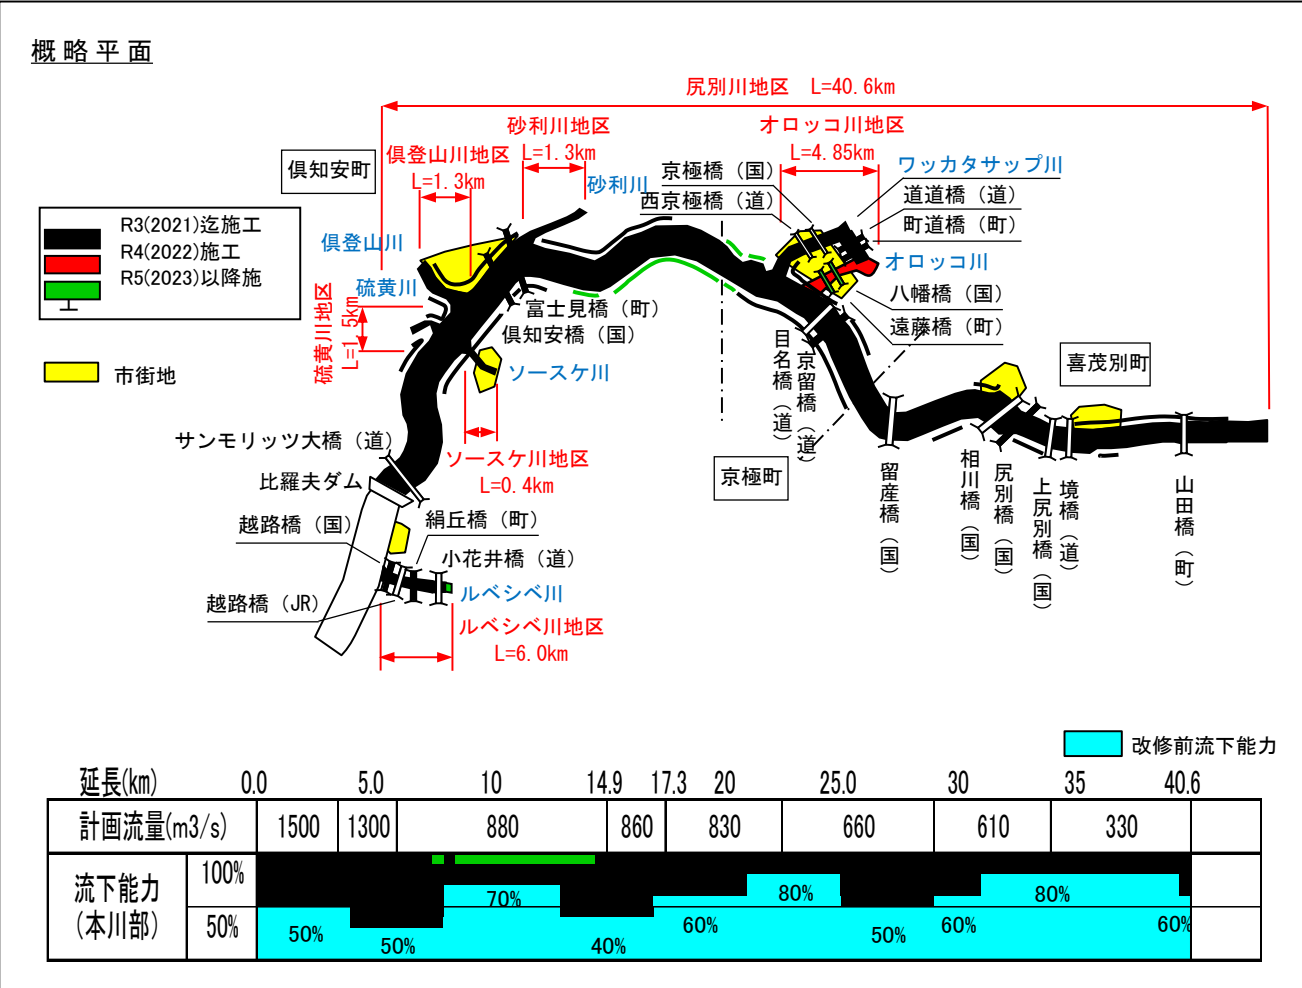 概略平面
尻別川地区　L=40.6km
砂利川地区
L=1.3km
オロッコ川地区
L=4.85km
倶知安町
倶登山川地区
L=1.3km
砂利川
京極橋（国）
西京極橋（道）
ワッカタサップ川
道道橋（道）
町道橋（町）
R3(2021)迄施工
R4(2022)施工
R5(2023)以降施
倶登山川
硫黄川
オロッコ川
八幡橋（国）
遠藤橋（町）
硫黄川地区
L=1.5km
富士見橋（町）
倶知安橋（国）
目名橋（道）
京留橋（道）
喜茂別町
市街地
ソースケ川
サンモリッツ大橋（道）
ソースケ川地区
L=0.4km
比羅夫ダム
京極町
留産橋（国）
相川橋（国）
尻別橋（国）
上尻別橋（国）
境橋（道）
山田橋（町）
越路橋（国）
絹丘橋（町）
小花井橋（道）
ルベシベ川
越路橋（JR）
ルベシベ川地区
L=6.0km
改修前流下能力
延長(km) 0.0 5.0 10 14.9 17.3 20 25.0 30 35 40.6
計画流量(m3/s) 1500 1300 880 860 830 660 610 330
流下能力
（本川部）
100%
50%
50% 50% 70% 40% 60% 80% 50% 60% 80% 60%